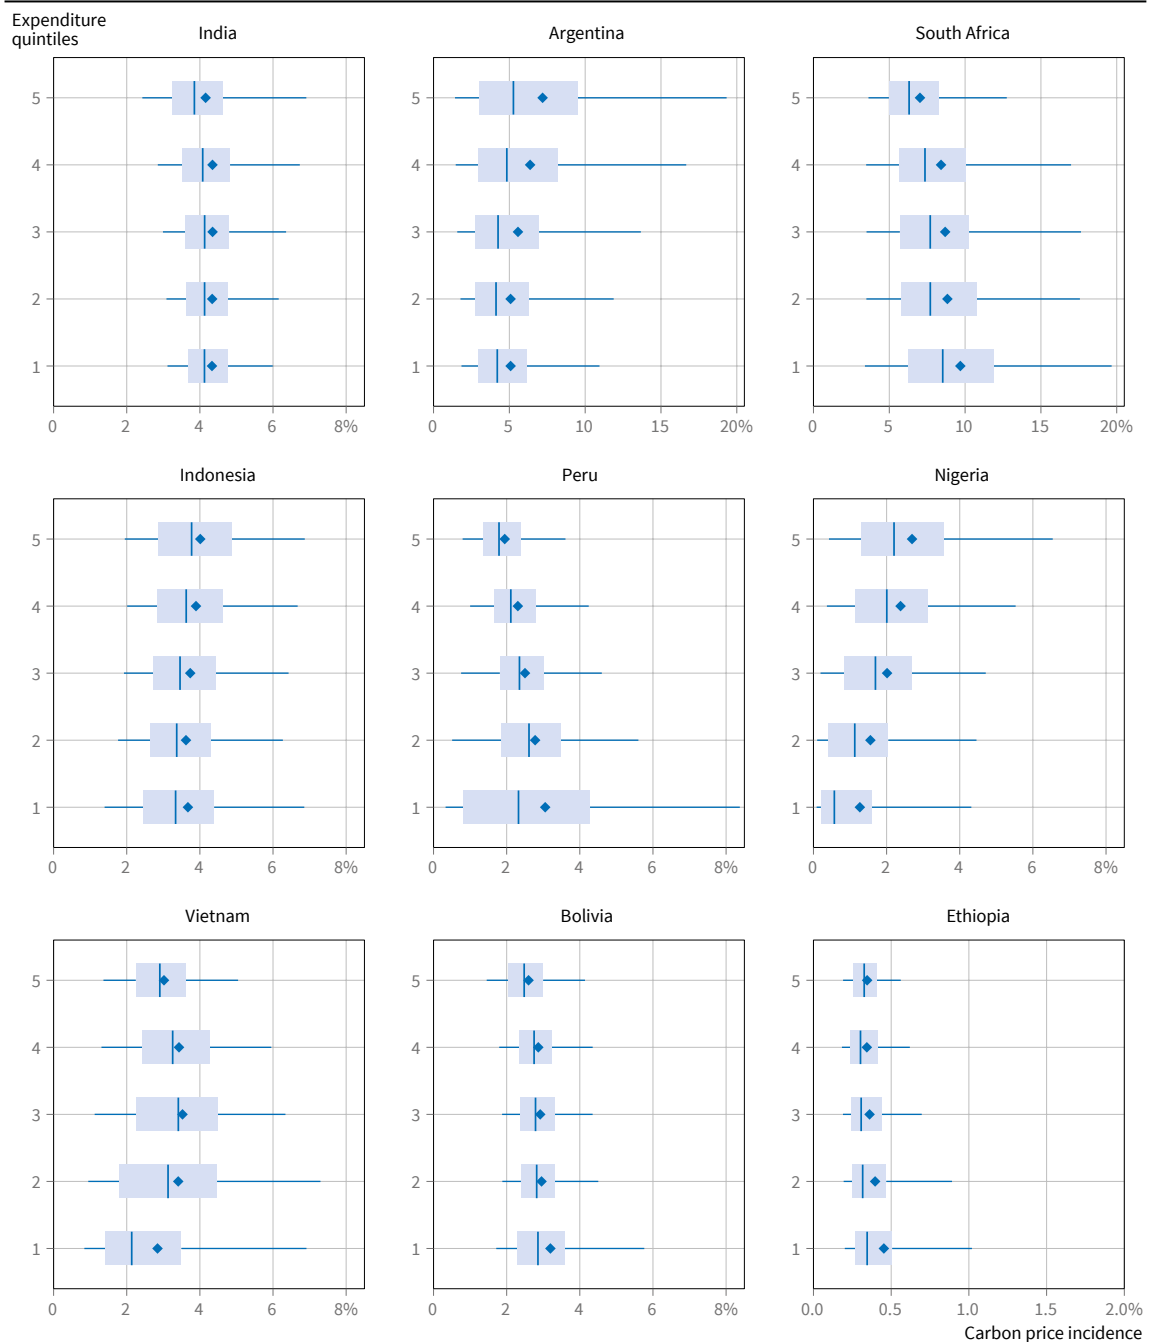 Expenditure
quintiles
India
Argentina
South Africa
5
4
3
2
1
0 2 4 6 8%
5
4
3
2
1
0 5 10 15 20%
5
4
3
2
1
0 5 10 15 20%
Indonesia
Peru
Nigeria
5
4
3
2
1
0 2 4 6 8%
5
4
3
2
1
0 2 4 6 8%
5
4
3
2
1
0 2 4 6 8%
Vietnam
Bolivia
Ethiopia
5
4
3
2
1
0 2 4 6 8%
5
4
3
2
1
0 2 4 6 8%
5
4
3
2
1
0.0 0.5 1.0 1.5 2.0%
Carbon price incidence